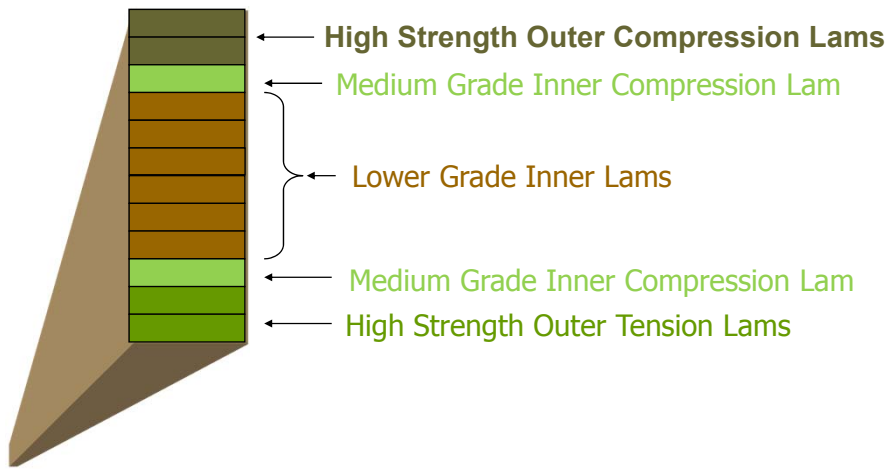 High Strength Outer Compression Lams
Medium Grade Inner Compression Lam
Lower Grade Inner Lams
Medium Grade Inner Compression Lam
High Strength Outer Tension Lams